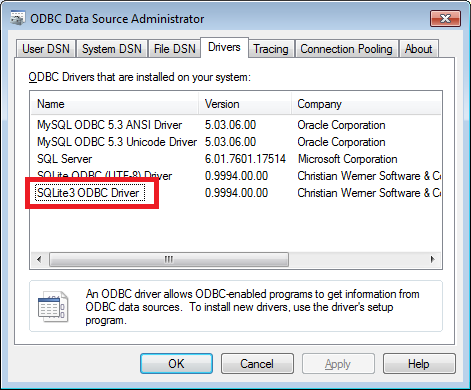 ODBC Data Source Administrator
User DSN System DSN File DSN Drivers Tracing Connection Pooling About
ODBC Drivers that are installed on your system:
Name Version Company
MySQL ODBC 5.3 ANSI Driver 5.03.06.00 Oracle Corporation
MySQL ODBC 5.3 Unicode Driver 5.03.06.00 Oracle Corporation
SQL Server 6.01.7601.17514 Microsoft Corporation
SQLite ODBC (UTF-8) Driver 0.9994.00.00 Christian Werner Software & C
SQLite3 ODBC Driver 0.9994.00.00 Christian Werner Software & C
An ODBC driver allows ODBC-enabled programs to get information from
ODBC data sources. To install new drivers, use the driver's setup
program.
OK Cancel Apply Help